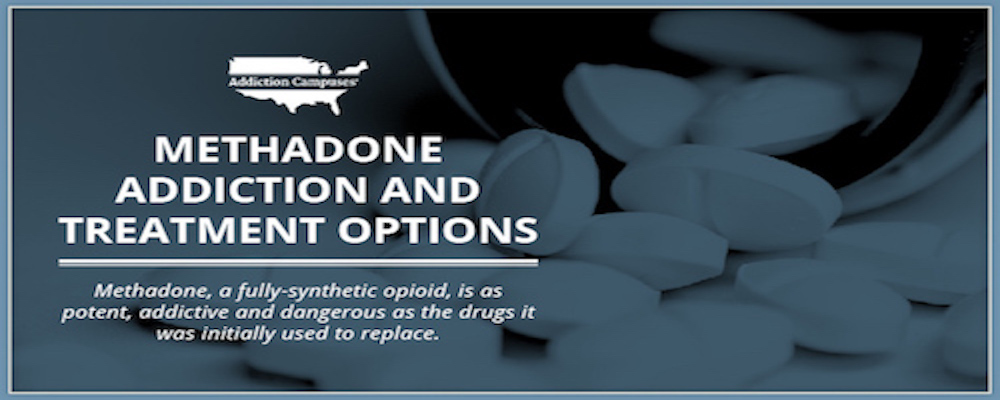 Addiction Campuses
METHADONE
ADDICTION AND
TREATMENT OPTIONS
Methadone, a fully-synthetic opioid, is as
potent, addictive and dangerous as the drugs it
was initially used to replace.